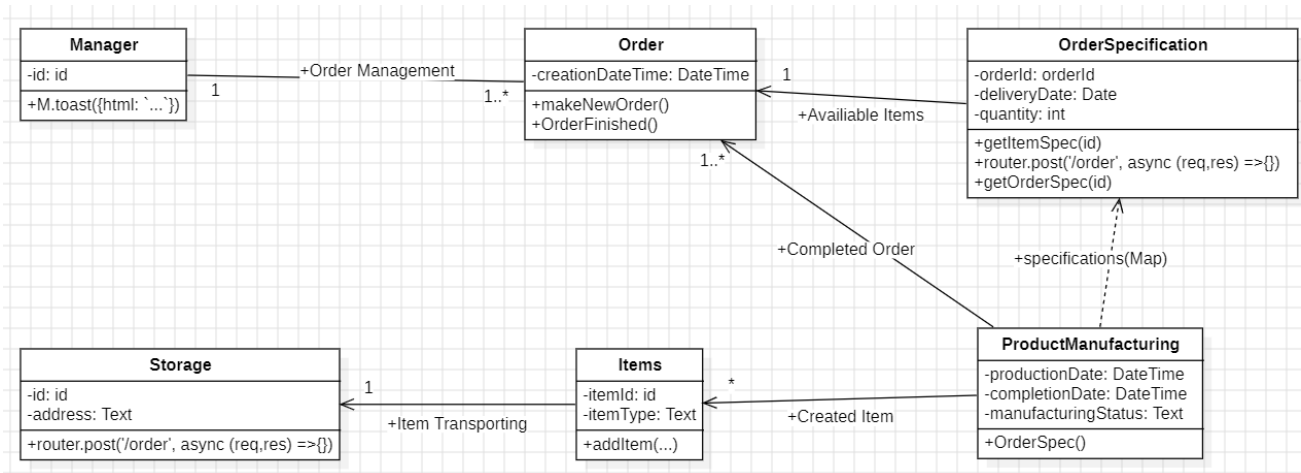 Manager
-id: id
+M.toast({html: `...`})
+Order Management
1
1..*
Order
-creationDateTime: DateTime
+makeNewOrder()
+OrderFinished()
1
+Availiable Items
OrderSpecification
-orderId: orderId
-deliveryDate: Date
-quantity: int
+getItemSpec(id)
+router.post('/order', async (req,res) =>{})
+getOrderSpec(id)
1..*
+Completed Order
+specifications(Map)
Storage
-id: id
-address: Text
+router.post('/order', async (req,res) =>{})
1
+Item Transporting
Items
-itemId: id
-itemType: Text
+addItem(...)
*
+Created Item
ProductManufacturing
-productionDate: DateTime
-completionDate: DateTime
-manufacturingStatus: Text
+OrderSpec()